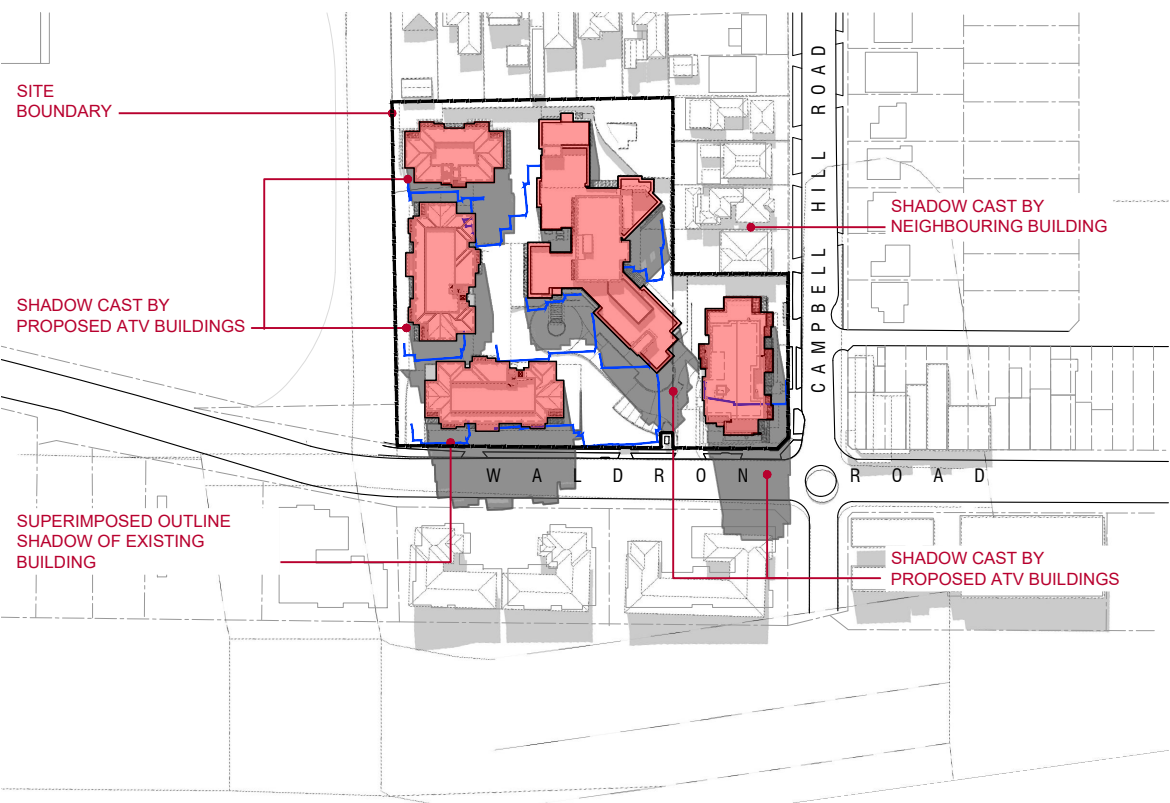 SITE
BOUNDARY
CAMPBELL HILL ROAD
SHADOW CAST BY
NEIGHBOURING BUILDING
SHADOW CAST BY
PROPOSED ATV BUILDINGS
WALDRON ROAD
SUPERIMPOSED OUTLINE
SHADOW OF EXISTING
BUILDING
SHADOW CAST BY
PROPOSED ATV BUILDINGS